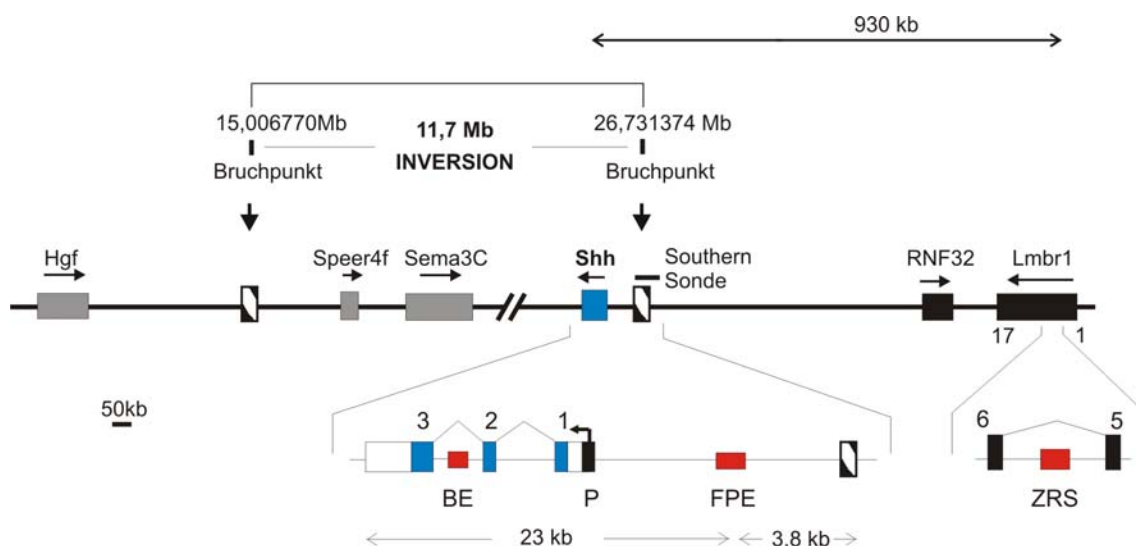 930 kb
15,006770Mb
11,7 Mb
26,731374 Mb
INVERSION
Bruchpunkt
Bruchpunkt
Hgf
Speer4f
Sema3C
Shh
Southern
Sonde
RNF32
Lmbr1
17
1
50kb
3
2
1
6
5
BE
P
FPE
ZRS
23 kb
3.8 kb